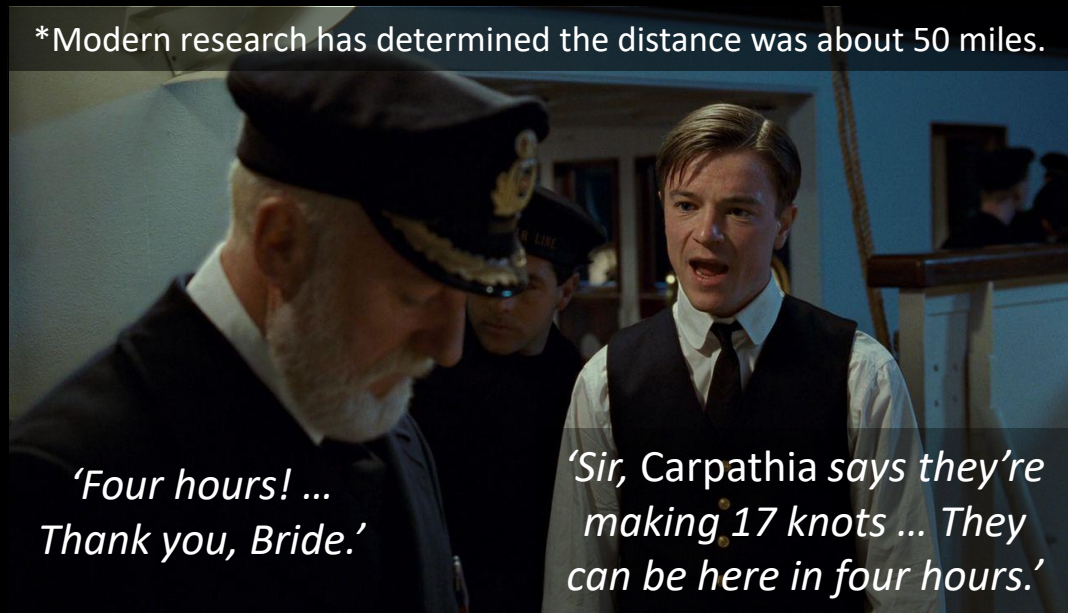 *Modern research has determined the distance was about 50 miles.
R LINE
‘Four hours! ...
Thank you, Bride.’
‘Sir, Carpathia says they’re
making 17 knots ... They
can be here in four hours.’